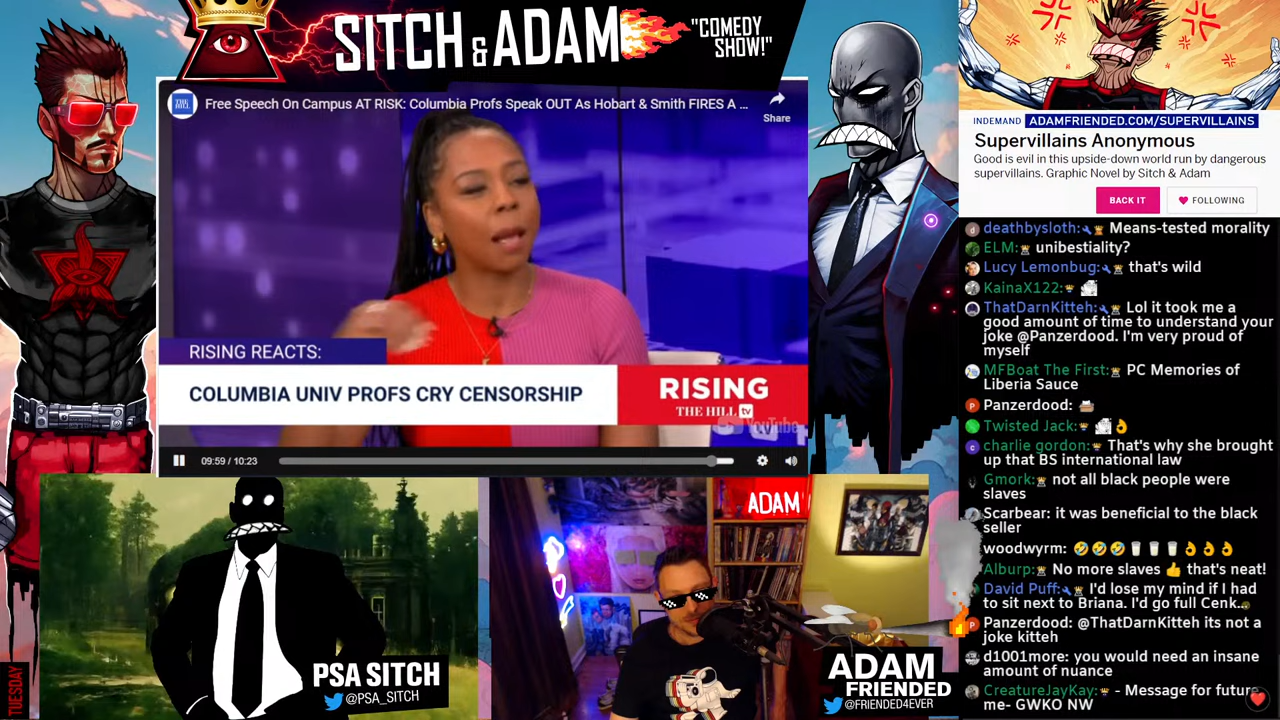 SITCH & ADAM
"COMEDY
SHOW!"
THE HILL
Free Speech On Campus AT RISK: Columbia Profs Speak OUT As Hobart & Smith FIRES A ...
Share
RISING REACTS:
COLUMBIA UNIV PROFS CRY CENSORSHIP
RISING
THE HILL tv
YouTube
tv
09:59 / 10:23
INDEMAND
ADAMFRIENDED.COM/SUPERVILLAINS
Supervillains Anonymous
Good is evil in this upside-down world run by dangerous
supervillains. Graphic Novel by Sitch & Adam
BACK IT
FOLLOWING
deathbysloth: Means-tested morality
ELM: unibestiality?
Lucy Lemonbug: that's wild
KainaX122:
ThatDarnKitteh: Lol it took me a
good amount of time to understand your
joke @Panzerdood. I'm very proud of
myself
MFBoat The First: PC Memories of
Liberia Sauce
Panzerdood:
Twisted Jack: 👌
charlie gordon: That's why she brought
up that BS international law
Gmork: not all black people were
slaves
Scarbear: it was beneficial to the black
seller
woodwyrm: 🤣🤣🤣🥛🥛🥛👌👌👌
Alburp: No more slaves 👍 that's neat!
David Puff: I'd lose my mind if I had
to sit next to Briana. I'd go full Cenk..
Panzerdood: @ThatDarnKitteh its not a
joke kitteh
d1001more: you would need an insane
amount of nuance
CreatureJayKay: - Message for future
me- GWKO NW
TUESDAY
PSA SITCH
@PSA_SITCH
ADAM
ADAM
FRIENDED
@FRIENDED4EVER